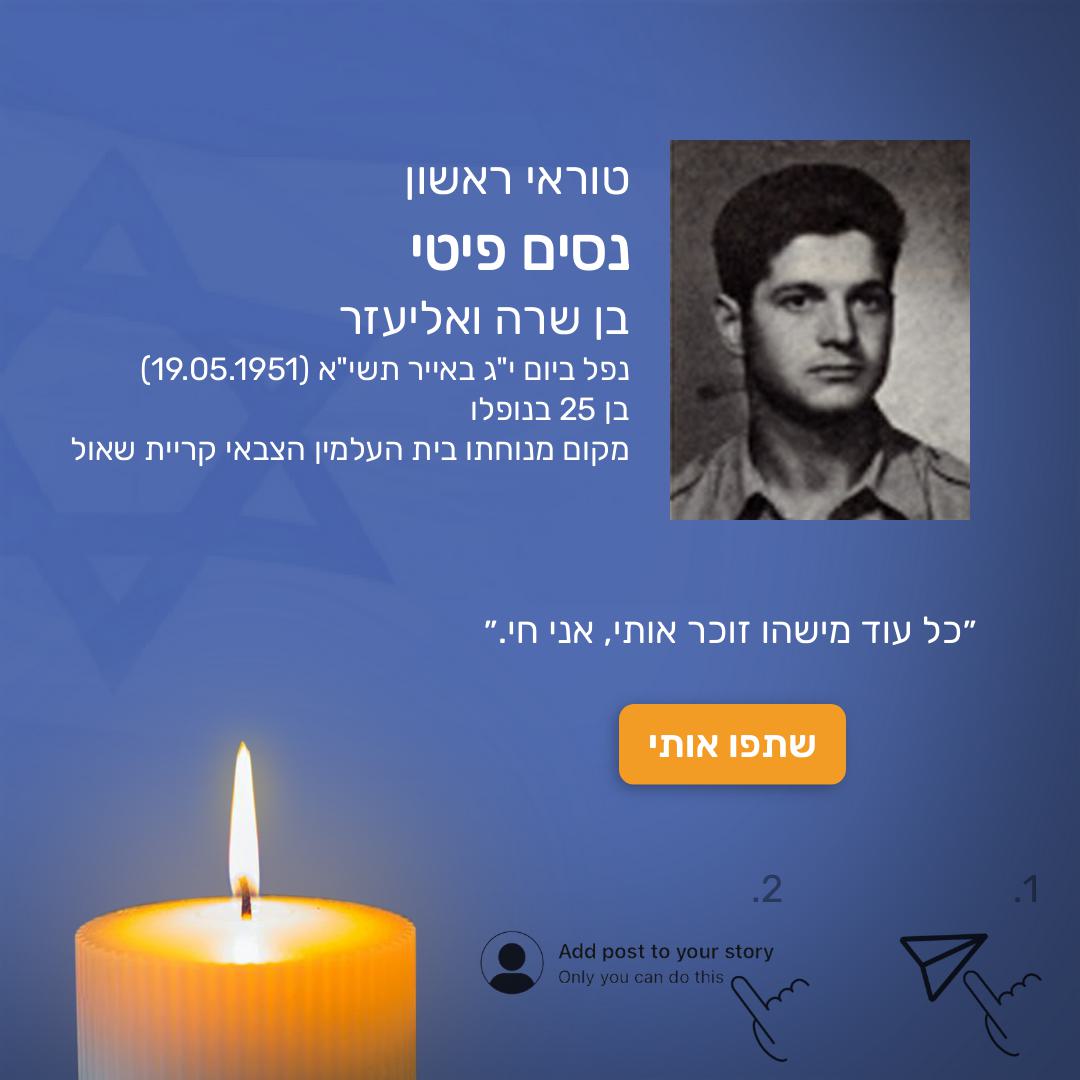 טוראי ראשון
נסים פיטי
בן שרה ואליעזר
נפל ביום י"ג באייר תשי"א (19.05.1951)
בן 25 בנופלו
מקום מנוחתו בית העלמין הצבאי קריית שאול
״כל עוד מישהו זוכר אותי, אני חי.״
שתפו אותי
.1
.2
Add post to your story
Only you can do this